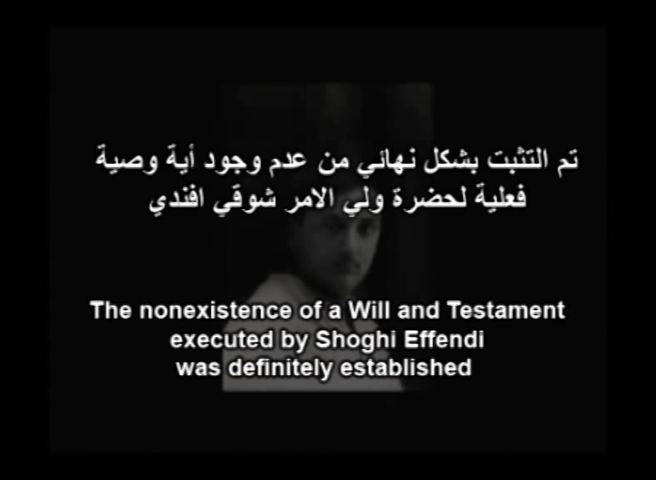 تم التثبت بشكل نهائي من عدم وجود أية وصية
فعلية لحضرة ولي الامر شوقي افندي
The nonexistence of a Will and Testament
executed by Shoghi Effendi
was definitely established